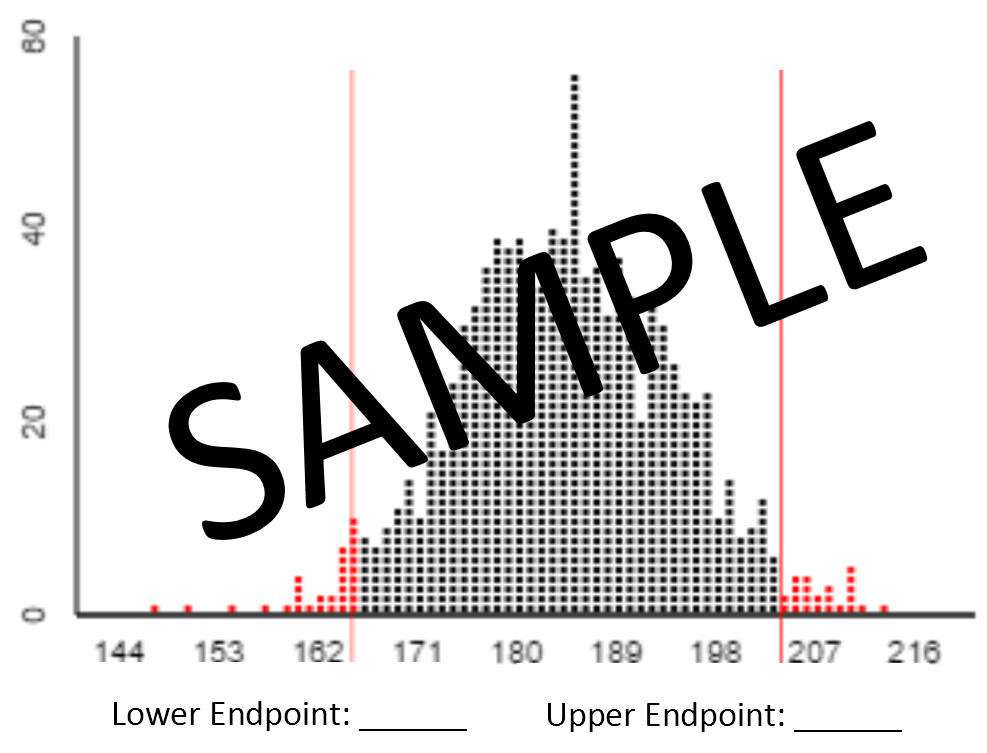 60
40
20
0
SAMPLE
144 153 162 171 180 189 198 207 216
Lower Endpoint: ______ Upper Endpoint: ______